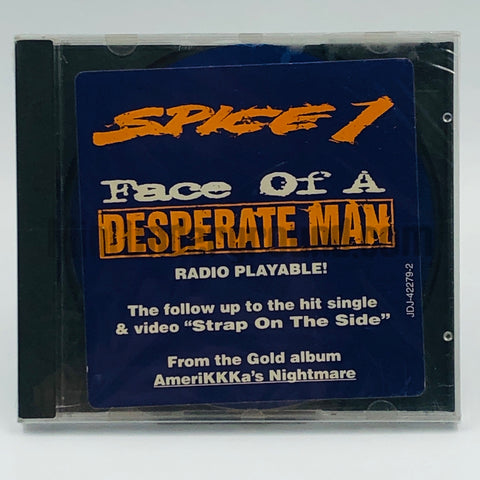 SPICE 1
Face Of A
DESPERATE MAN
RADIO PLAYABLE!
The follow up to the hit single
& video “Strap On The Side”
From the Gold album
AmeriKKKa's Nightmare
JDJ-42279-2